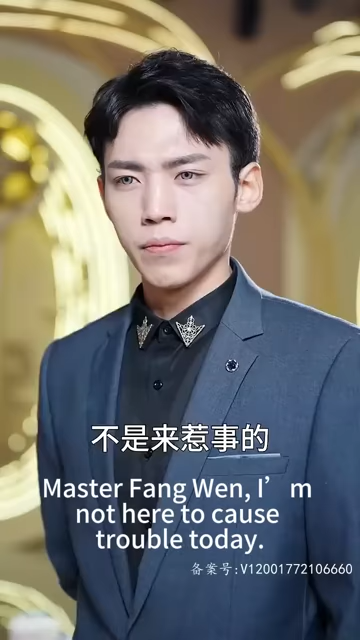 不是来惹事的
Master Fang Wen, I’m
not here to cause
trouble today.
备案号:V12001772106660